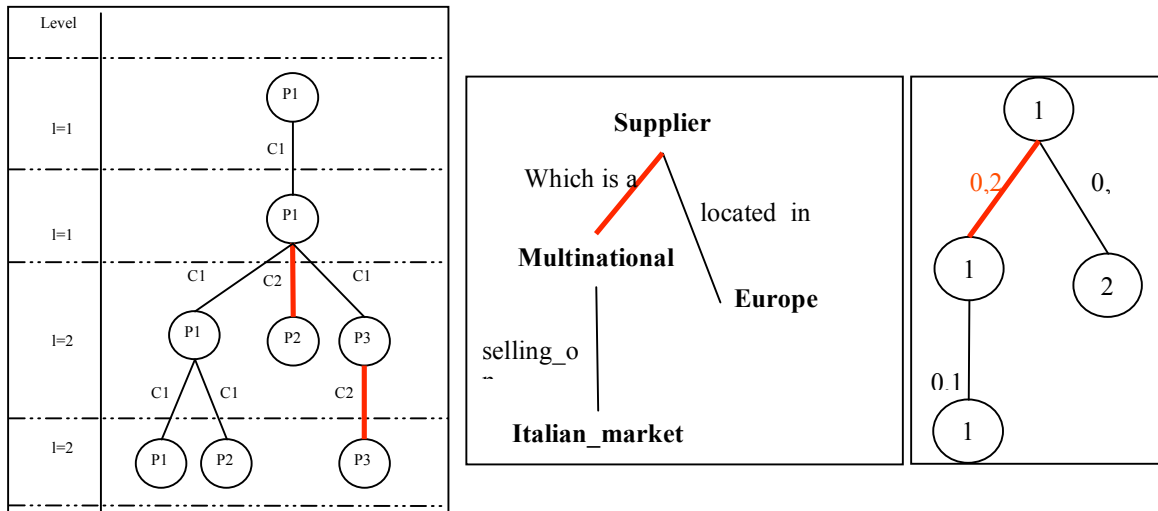 Level
P1
l=1
C1
P1
l=1
C1 C2 C1
P1 P2 P3
l=2
C1 C1 C2
P1 P2 P3
l=2
Supplier
Which is a
located in
Multinational
Europe
selling_o
Italian_market
1
0,2 0,
1 2
0,1
1